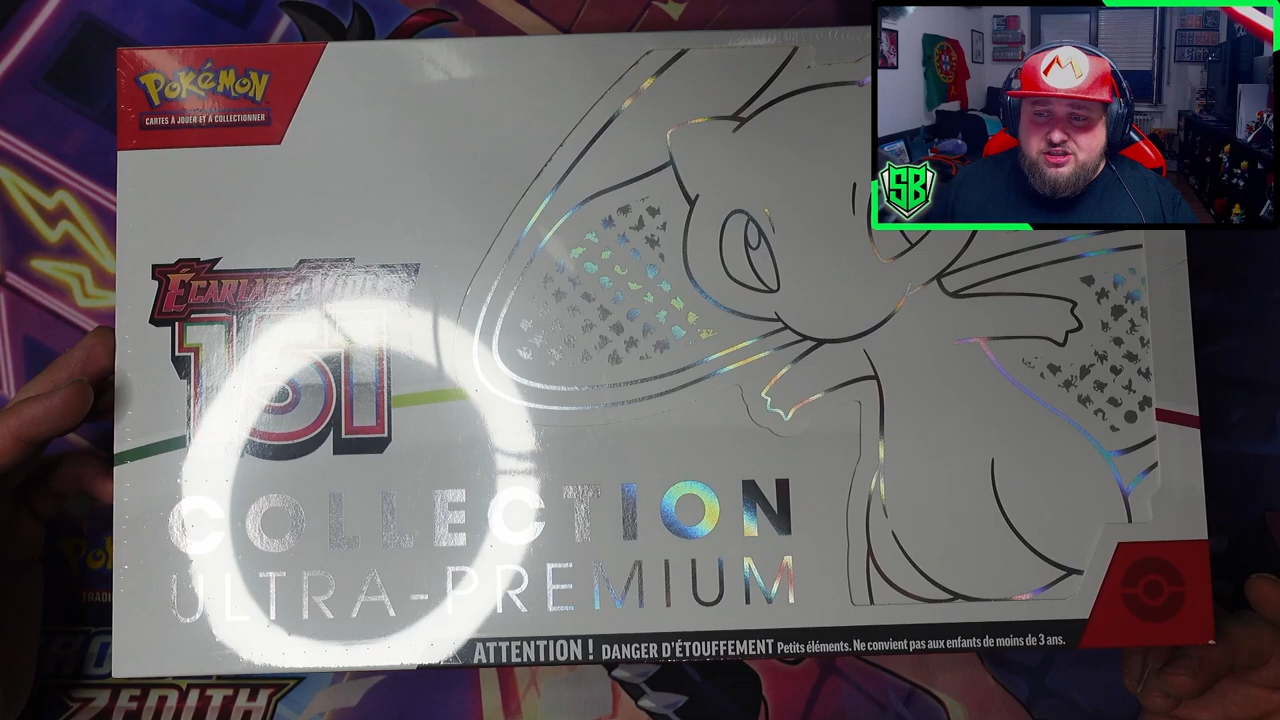 POKéMON
CARTES À JOUER ET À COLLECTIONNER
M
SB
ÉCARLATE
151
COLLECTION
ULTRA-PREMIUM
ATTENTION ! DANGER D'ÉTOUFFEMENT Petits éléments. Ne convient pas aux enfants de moins de 3 ans.
ZENITH